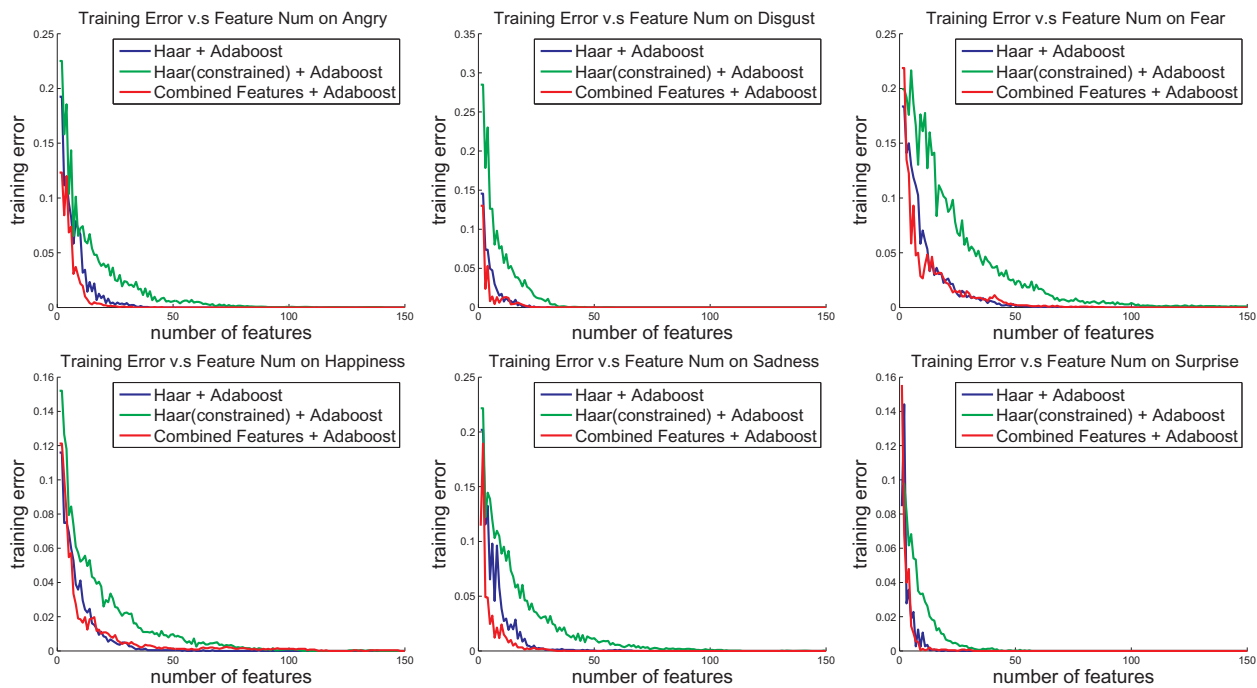 Training Error v.s Feature Num on Angry
0.25
0.2
0.15
0.1
0.05
0
training error
Haar + Adaboost
Haar(constrained) + Adaboost
Combined Features + Adaboost
0
50
100
150
number of features
Training Error v.s Feature Num on Disgust
0.35
0.3
0.25
0.2
0.15
0.1
0.05
0
training error
Haar + Adaboost
Haar(constrained) + Adaboost
Combined Features + Adaboost
0
50
100
150
number of features
Training Error v.s Feature Num on Fear
0.25
0.2
0.15
0.1
0.05
0
training error
Haar + Adaboost
Haar(constrained) + Adaboost
Combined Features + Adaboost
0
50
100
150
number of features
Training Error v.s Feature Num on Happiness
0.16
0.14
0.12
0.1
0.08
0.06
0.04
0.02
0
training error
Haar + Adaboost
Haar(constrained) + Adaboost
Combined Features + Adaboost
0
50
100
150
number of features
Training Error v.s Feature Num on Sadness
0.25
0.2
0.15
0.1
0.05
0
training error
Haar + Adaboost
Haar(constrained) + Adaboost
Combined Features + Adaboost
0
50
100
150
number of features
Training Error v.s Feature Num on Surprise
0.16
0.14
0.12
0.1
0.08
0.06
0.04
0.02
0
training error
Haar + Adaboost
Haar(constrained) + Adaboost
Combined Features + Adaboost
0
50
100
150
number of features